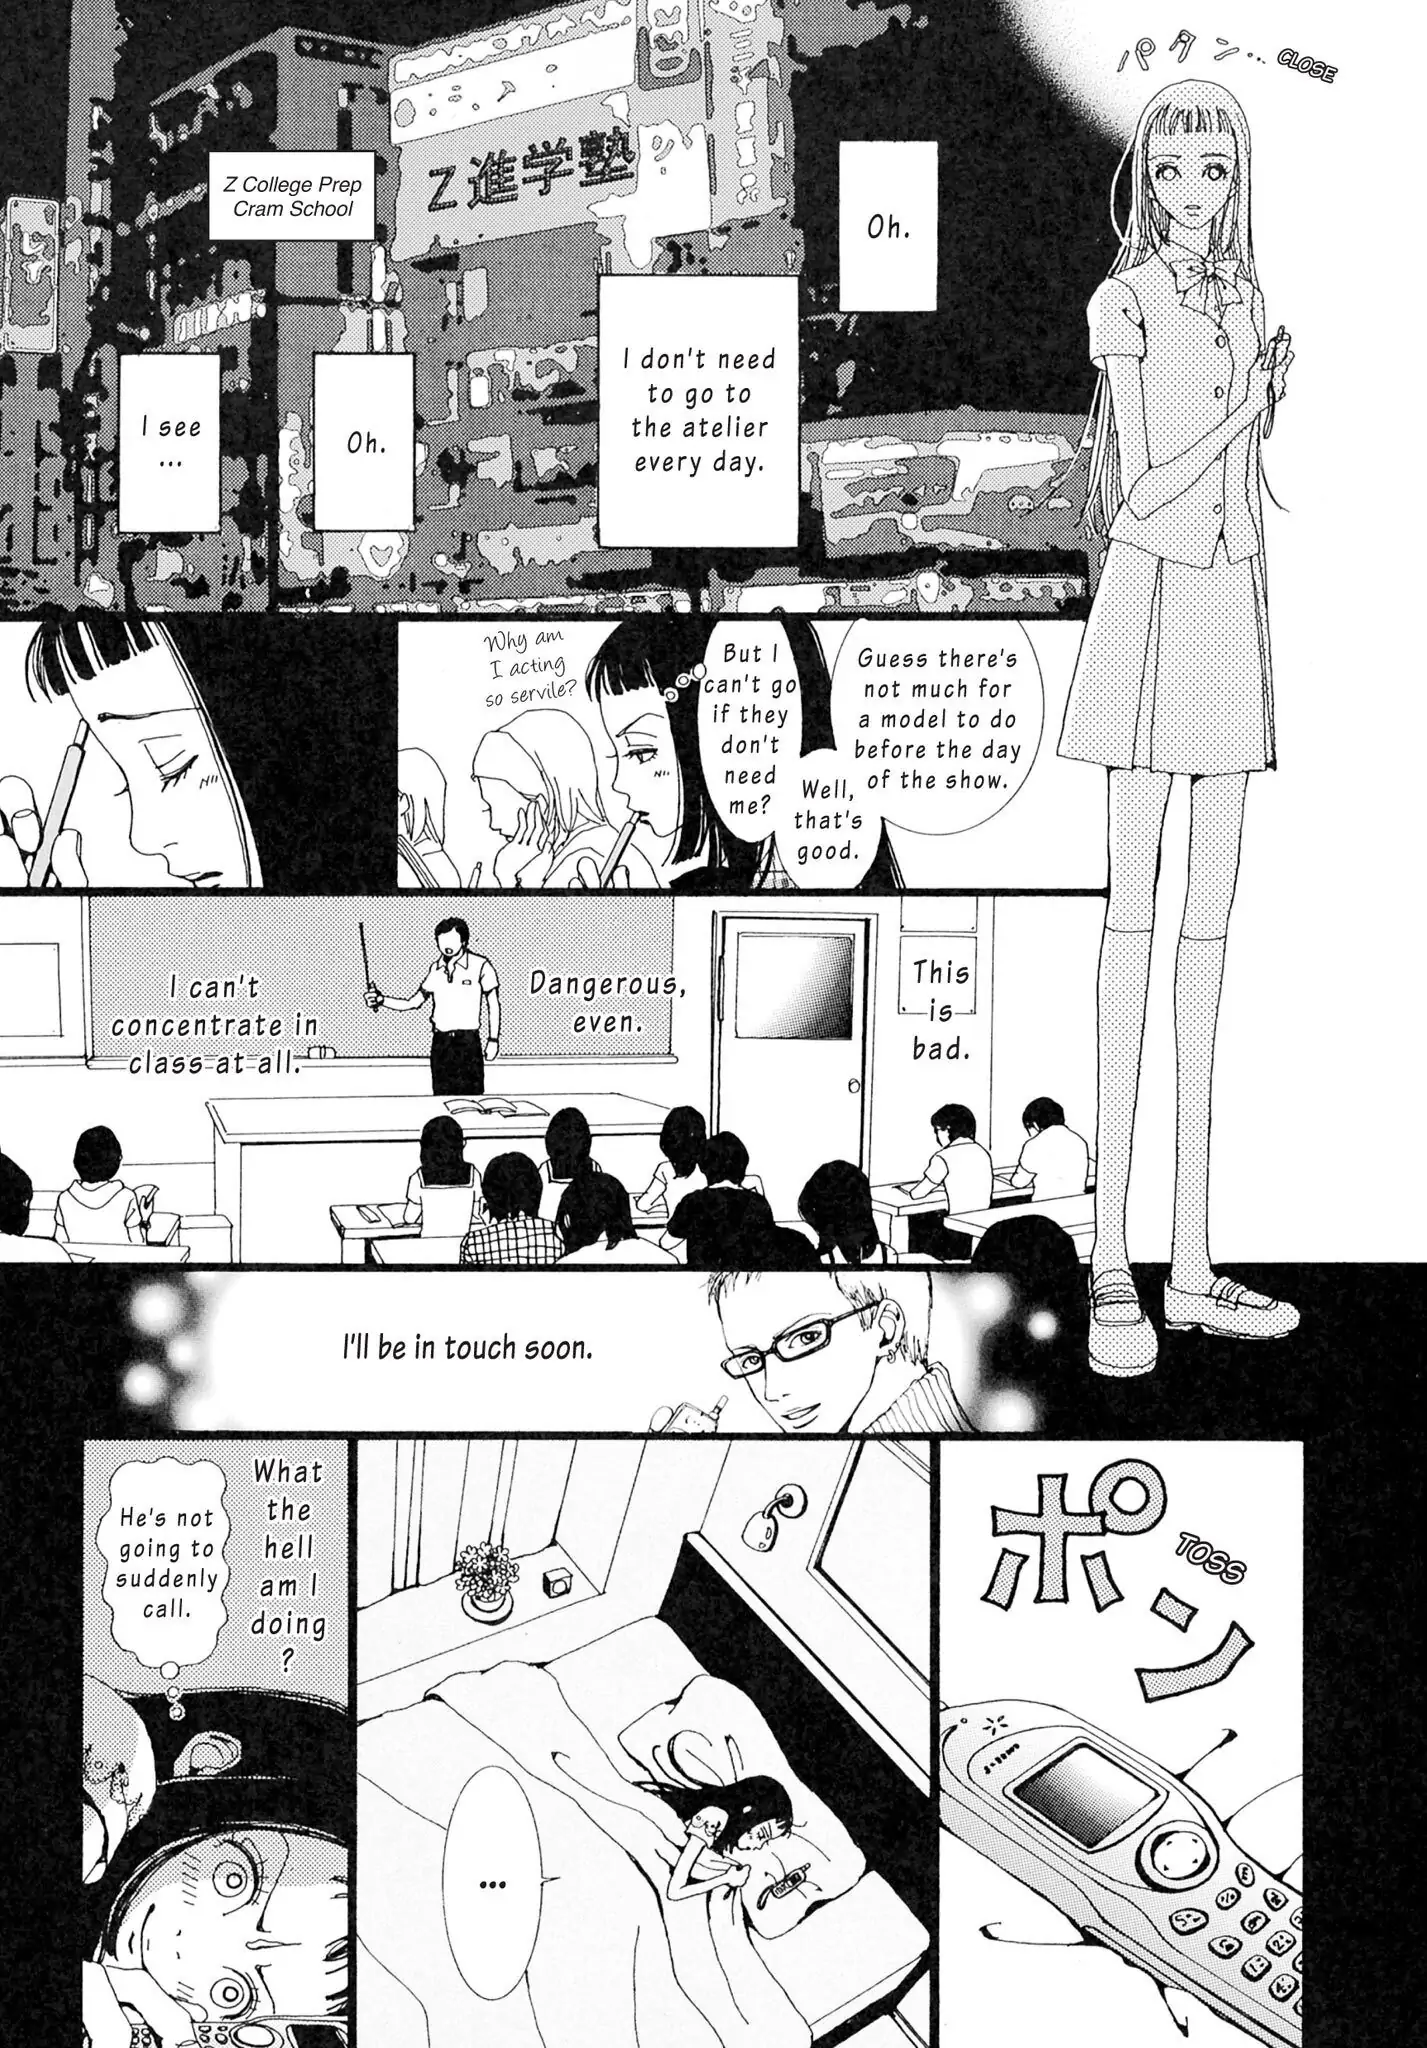 パタン…
CLOSE
Z進学塾
Z College Prep
Cram School
Oh.
I don't need
to go to
the atelier
every day.
Oh.
I see
...
Guess there's
not much for
a model to do
before the day
of the show.
Well,
that's
good.
But I
can't go
if they
don't
need
me?
Why am
I acting
so servile?
This
is
bad.
Dangerous,
even.
I can't
concentrate in
class at all.
I'll be in touch soon.
ポン
TOSS
...
What
the
hell
am I
doing
?
He's not
going to
suddenly
call.